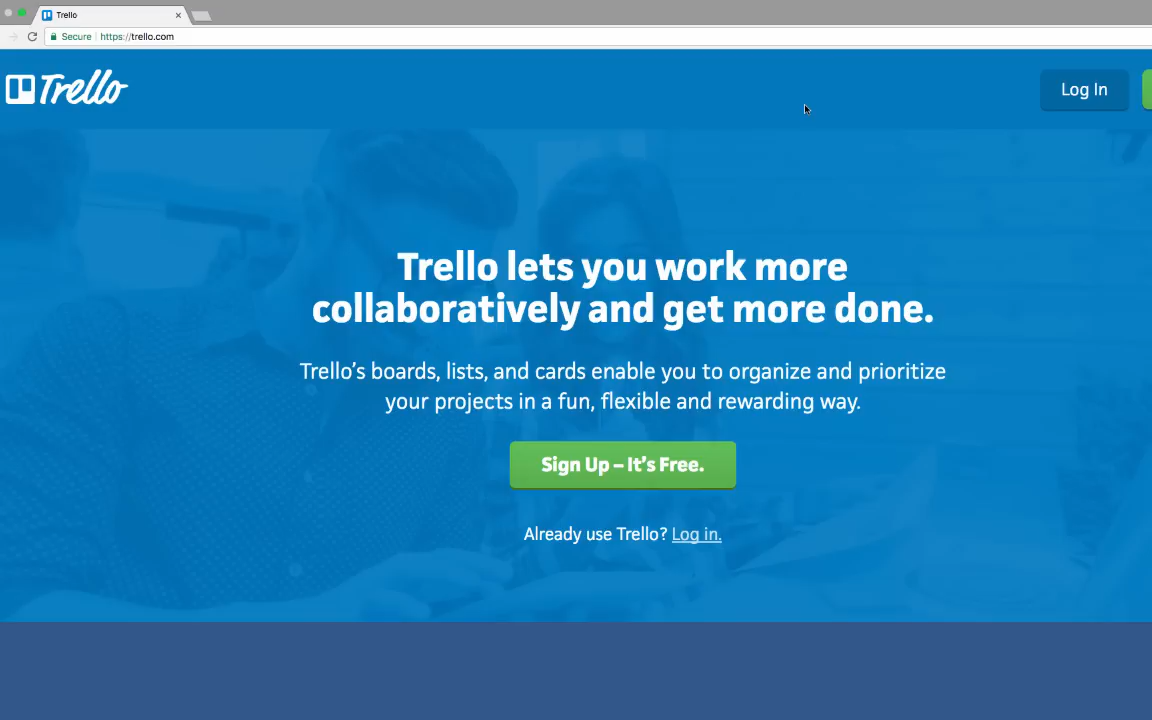 Trello
Secure https://trello.com
Trello
Log In
Trello lets you work more
collaboratively and get more done.
Trello's boards, lists, and cards enable you to organize and prioritize
your projects in a fun, flexible and rewarding way.
Sign Up – It's Free.
Already use Trello? Log in.